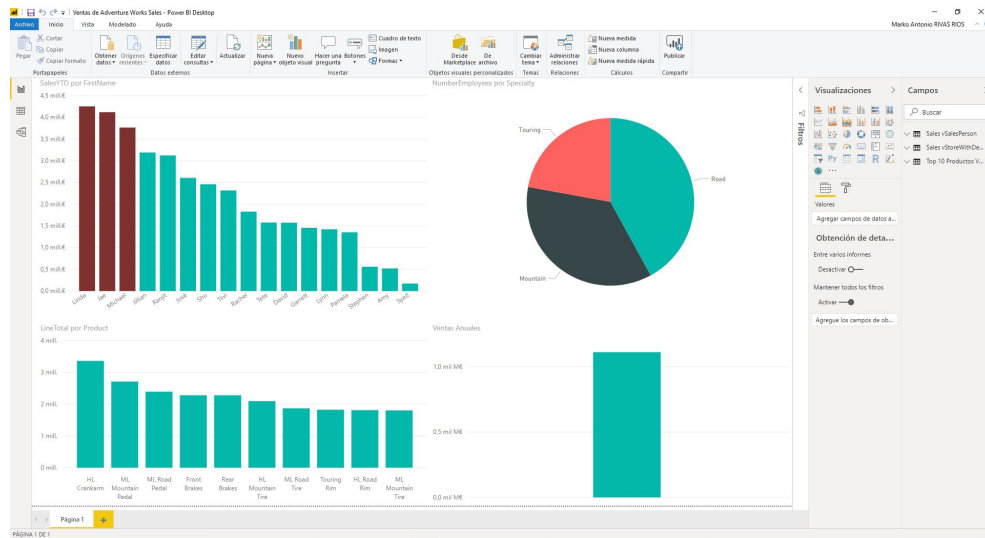 Ventas de Adventure Works Sales - Power BI Desktop
Marko Antonio RIVAS RIOS
Archivo Inicio Vista Modelado Ayuda
Pegar
Cortar
Copiar
Copiar formato
Portapapeles
Obtener datos
Orígenes recientes
Especificar datos
Editar consultas
Actualizar
Datos externos
Nueva página
Nuevo objeto visual
Hacer una pregunta
Botones
Cuadro de texto
Imagen
Formas
Insertar
Desde Marketplace
De archivo
Objetos visuales personalizados
Cambiar tema
Temas
Administrar relaciones
Relaciones
Nueva medida
Nueva columna
Nueva medida rápida
Cálculos
Publicar
Compartir
SalesYTD por FirstName
4,5 mill.€
4,0 mill.€
3,5 mill.€
3,0 mill.€
2,5 mill.€
2,0 mill.€
1,5 mill.€
1,0 mill.€
0,5 mill.€
0,0 mill.€
Linda Jae Michael Jillian Ranjit José Shu Tsvi Rachel Tete David Garrett Lynn Pamela Stephen Amy Syed
NumberEmployees por Specialty
Touring
Road
Mountain
LineTotal por Product
4 mill.
3 mill.
2 mill.
1 mill.
0 mill.
HL Crankarm
ML Mountain Pedal
ML Road Pedal
Front Brakes
Rear Brakes
HL Mountain Tire
ML Road Tire
Touring Rim
HL Road Rim
ML Mountain Tire
Ventas Anuales
1,0 mil M€
0,5 mil M€
0,0 mil M€
Filtros
Visualizaciones
R
Py
Valores
Agregar campos de datos a...
Obtención de deta...
Entre varios informes
Desactivar
Mantener todos los filtros
Activar
Agregue los campos de ob...
Campos
Buscar
Sales vSalesPerson
Sales vStoreWithDe...
Top 10 Productos V...
Página 1
PÁGINA 1 DE 1